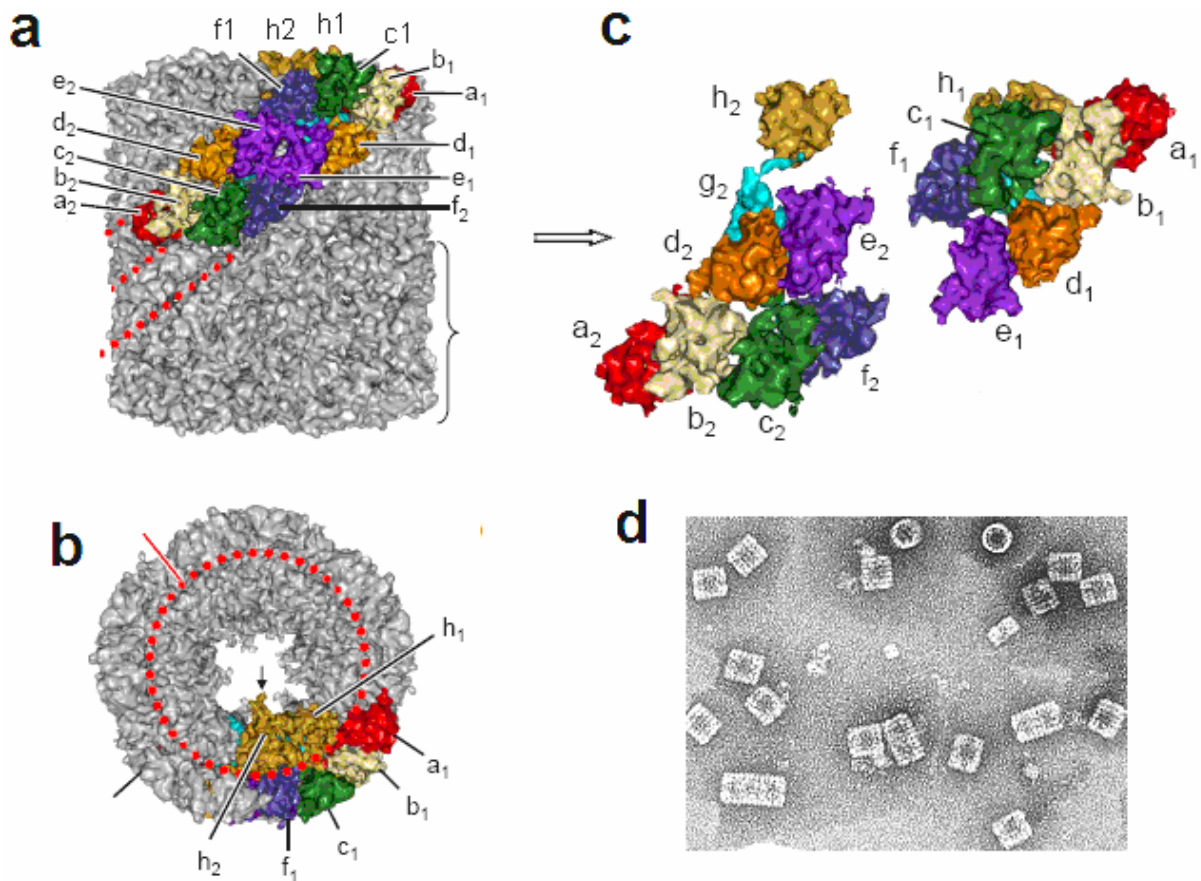 a
f1 h2 h1 c1
b₁
a₁
e₂
d₂
c₂
b₂
a₂
d₁
e₁
f₂
c
h₂
g₂
d₂
e₂
a₂
b₂
c₂
f₂
h₁
c₁
f₁
a₁
b₁
d₁
e₁
b
h₁
a₁
b₁
c₁
f₁
h₂
d